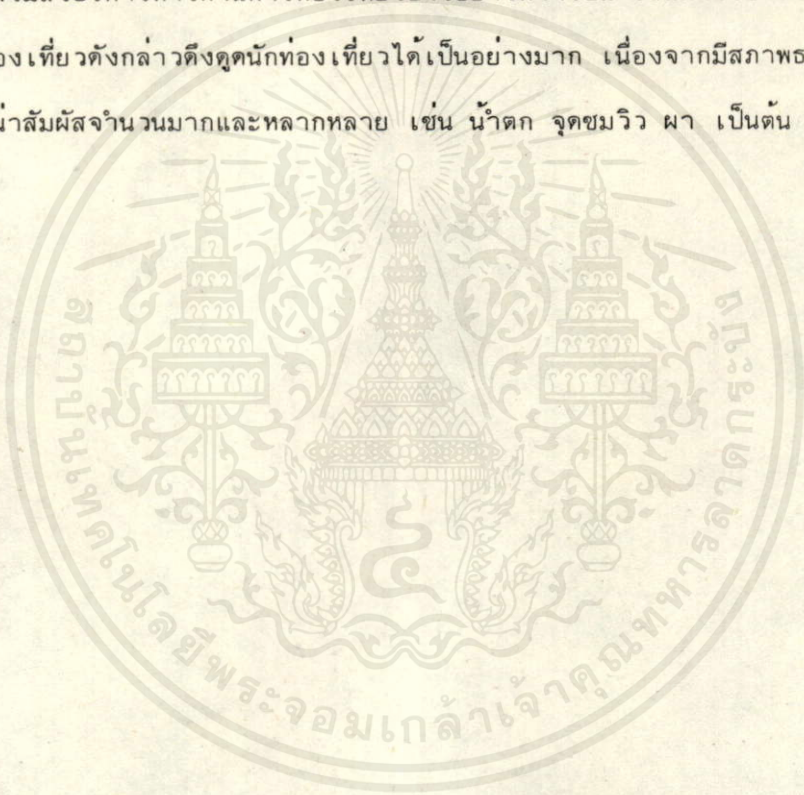 องเที่ยวดังกล่าวดึงดูดนักท่องเที่ยวได้เป็นอย่างมาก เนื่องจากมีสภาพธ
น่าสัมผัสจำนวนมากและหลากหลาย เช่น น้ำตก จุดชมวิว ผา เป็นต้น
สถาบันเทคโนโลยีพระจอมเกล้าเจ้าคุณทหารลาดกระบัง
๔